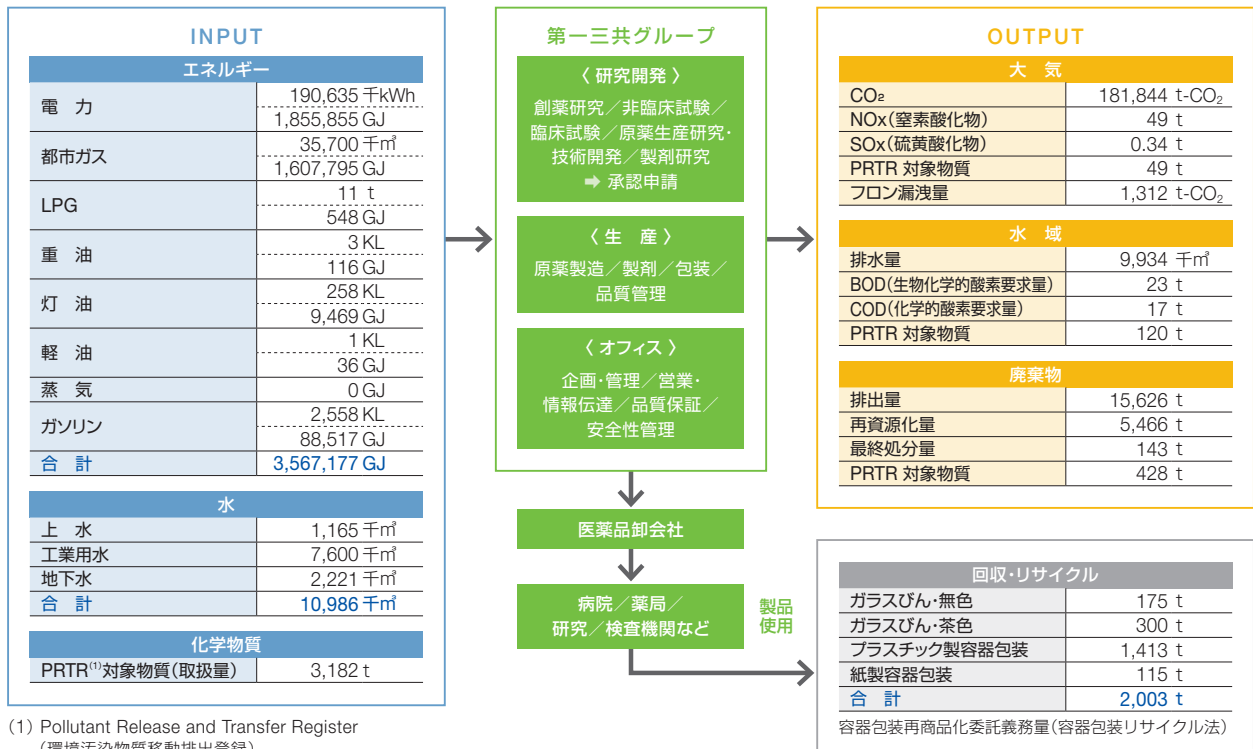 INPUT
エネルギー
電 力 190,635 千kWh
1,855,855 GJ
都市ガス 35,700 千㎥
1,607,795 GJ
LPG 11 t
548 GJ
重 油 3 KL
116 GJ
灯 油 258 KL
9,469 GJ
軽 油 1 KL
36 GJ
蒸 気 0 GJ
ガソリン 2,558 KL
88,517 GJ
合 計 3,567,177 GJ
水
上 水 1,165 千㎥
工業用水 7,600 千㎥
地下水 2,221 千㎥
合 計 10,986 千㎥
化学物質
PRTR⁽¹⁾対象物質(取扱量) 3,182 t
(1) Pollutant Release and Transfer Register
(環境汚染物質移動排出登録)
第一三共グループ
〈 研究開発 〉
創薬研究／非臨床試験／
臨床試験／原薬生産研究・
技術開発／製剤研究
➡ 承認申請
〈 生 産 〉
原薬製造／製剤／包装／
品質管理
〈 オフィス 〉
企画・管理／営業・
情報伝達／品質保証／
安全性管理
医薬品卸会社
病院／薬局／
研究／検査機関など
製品
使用
OUTPUT
大 気
CO₂ 181,844 t-CO₂
NOx(窒素酸化物) 49 t
SOx(硫黄酸化物) 0.34 t
PRTR 対象物質 49 t
フロン漏洩量 1,312 t-CO₂
水 域
排水量 9,934 千㎥
BOD(生物化学的酸素要求量) 23 t
COD(化学的酸素要求量) 17 t
PRTR 対象物質 120 t
廃棄物
排出量 15,626 t
再資源化量 5,466 t
最終処分量 143 t
PRTR 対象物質 428 t
回収・リサイクル
ガラスびん・無色 175 t
ガラスびん・茶色 300 t
プラスチック製容器包装 1,413 t
紙製容器包装 115 t
合 計 2,003 t
容器包装再商品化委託義務量(容器包装リサイクル法)